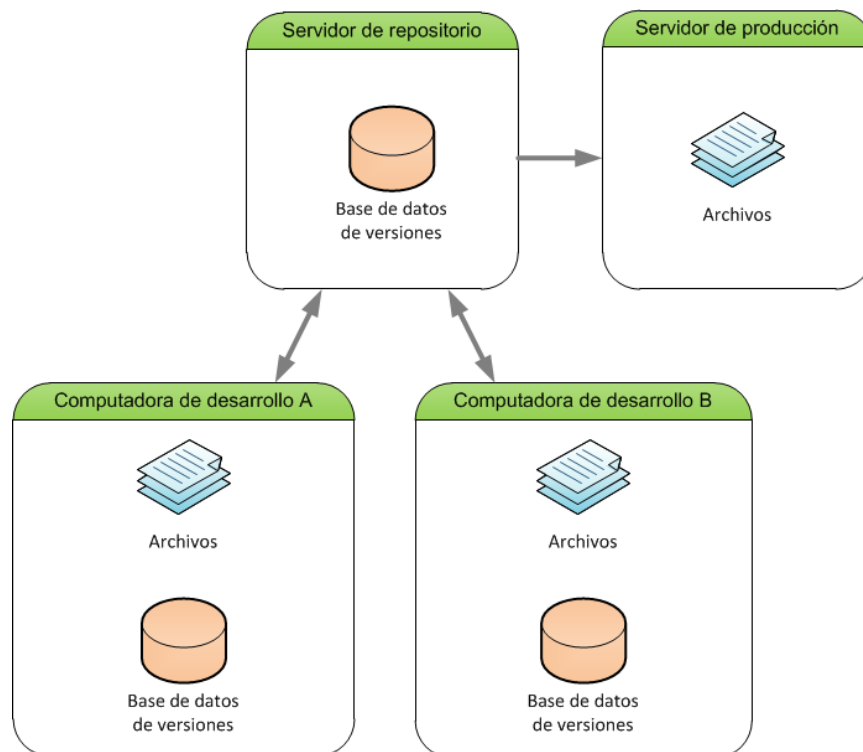 Servidor de repositorio
Base de datos
de versiones
Servidor de producción
Archivos
Computadora de desarrollo A
Archivos
Base de datos
de versiones
Computadora de desarrollo B
Archivos
Base de datos
de versiones